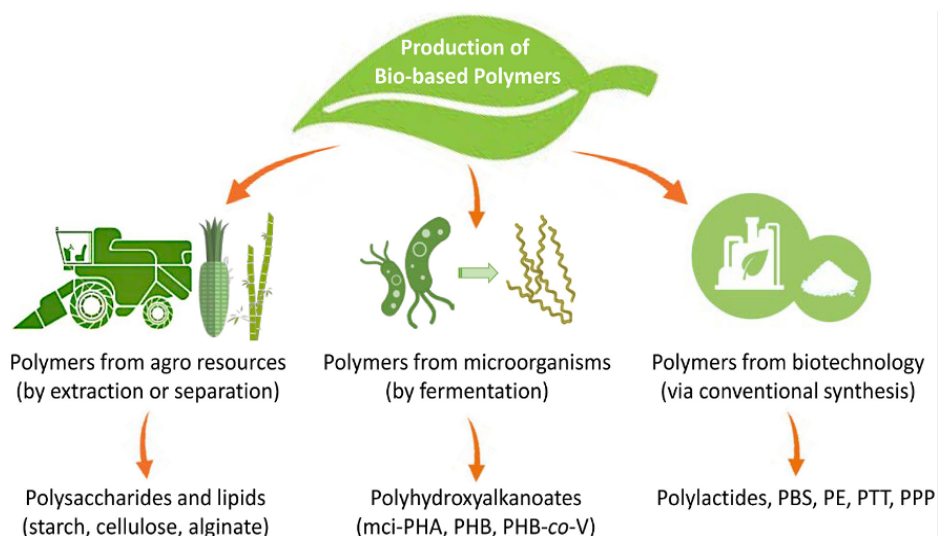 Production of
Bio-based Polymers
Polymers from agro resources
(by extraction or separation)
Polymers from microorganisms
(by fermentation)
Polymers from biotechnology
(via conventional synthesis)
Polysaccharides and lipids
(starch, cellulose, alginate)
Polyhydroxyalkanoates
(mci-PHA, PHB, PHB-co-V)
Polylactides, PBS, PE, PTT, PPP